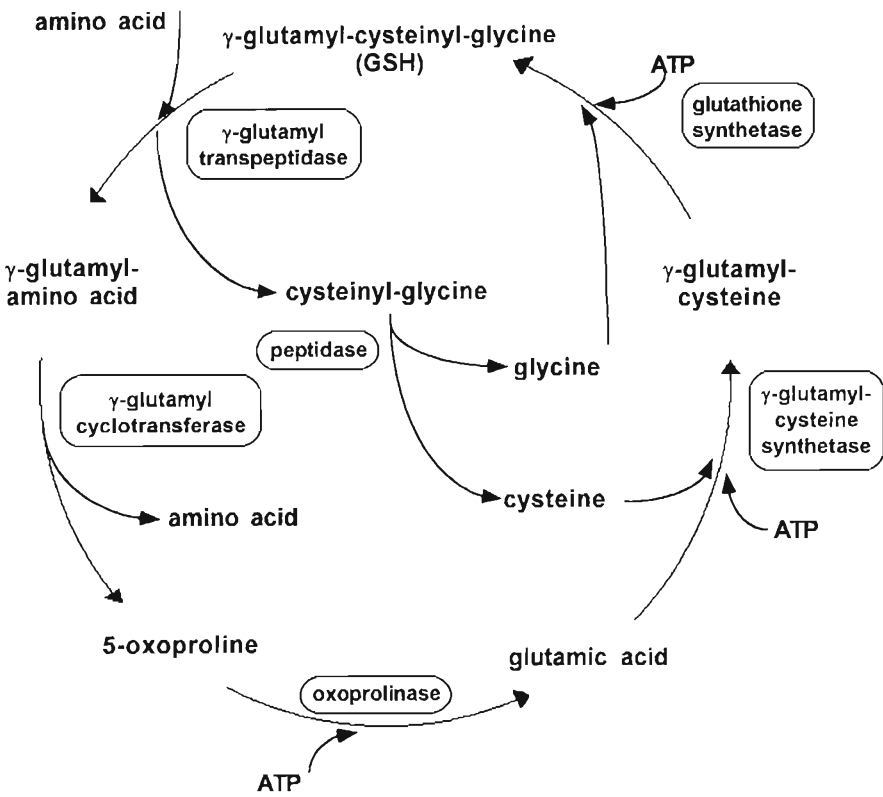 amino acid
γ-glutamyl-cysteinyl-glycine
(GSH)
ATP
glutathione
synthetase
γ-glutamyl
transpeptidase
γ-glutamyl-
amino acid
cysteinyl-glycine
γ-glutamyl-
cysteine
peptidase
glycine
γ-glutamyl
cyclotransferase
γ-glutamyl-
cysteine
synthetase
amino acid
cysteine
ATP
5-oxoproline
glutamic acid
oxoprolinase
ATP